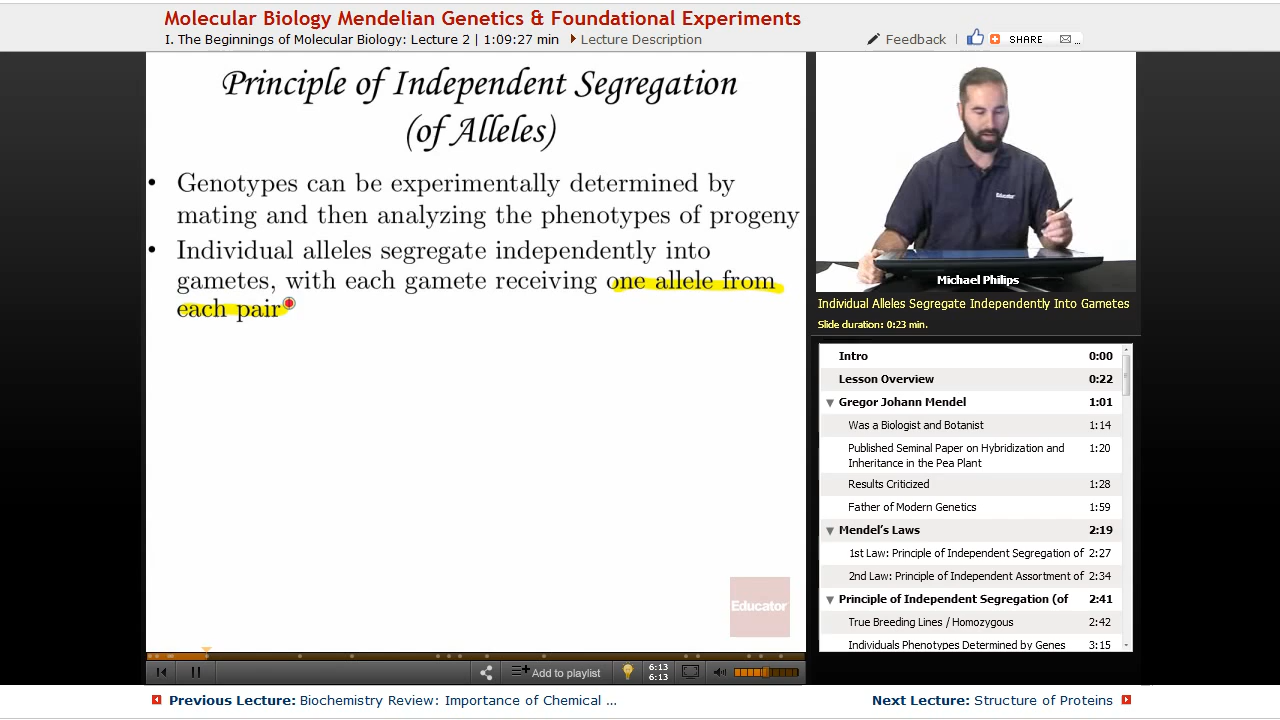 Molecular Biology Mendelian Genetics & Foundational Experiments
I. The Beginnings of Molecular Biology: Lecture 2 | 1:09:27 min Lecture Description
Feedback | SHARE ...
Principle of Independent Segregation
(of Alleles)
• Genotypes can be experimentally determined by
mating and then analyzing the phenotypes of progeny
• Individual alleles segregate independently into
gametes, with each gamete receiving one allele from
each pair
Educator
6:13
6:13
Add to playlist
Educator
Michael Philips
Individual Alleles Segregate Independently Into Gametes
Slide duration: 0:23 min.
Intro 0:00
Lesson Overview 0:22
Gregor Johann Mendel 1:01
Was a Biologist and Botanist 1:14
Published Seminal Paper on Hybridization and 1:20
Inheritance in the Pea Plant
Results Criticized 1:28
Father of Modern Genetics 1:59
Mendel's Laws 2:19
1st Law: Principle of Independent Segregation of 2:27
2nd Law: Principle of Independent Assortment of 2:34
Principle of Independent Segregation (of 2:41
True Breeding Lines / Homozygous 2:42
Individuals Phenotypes Determined by Genes 3:15
Previous Lecture: Biochemistry Review: Importance of Chemical ...
Next Lecture: Structure of Proteins